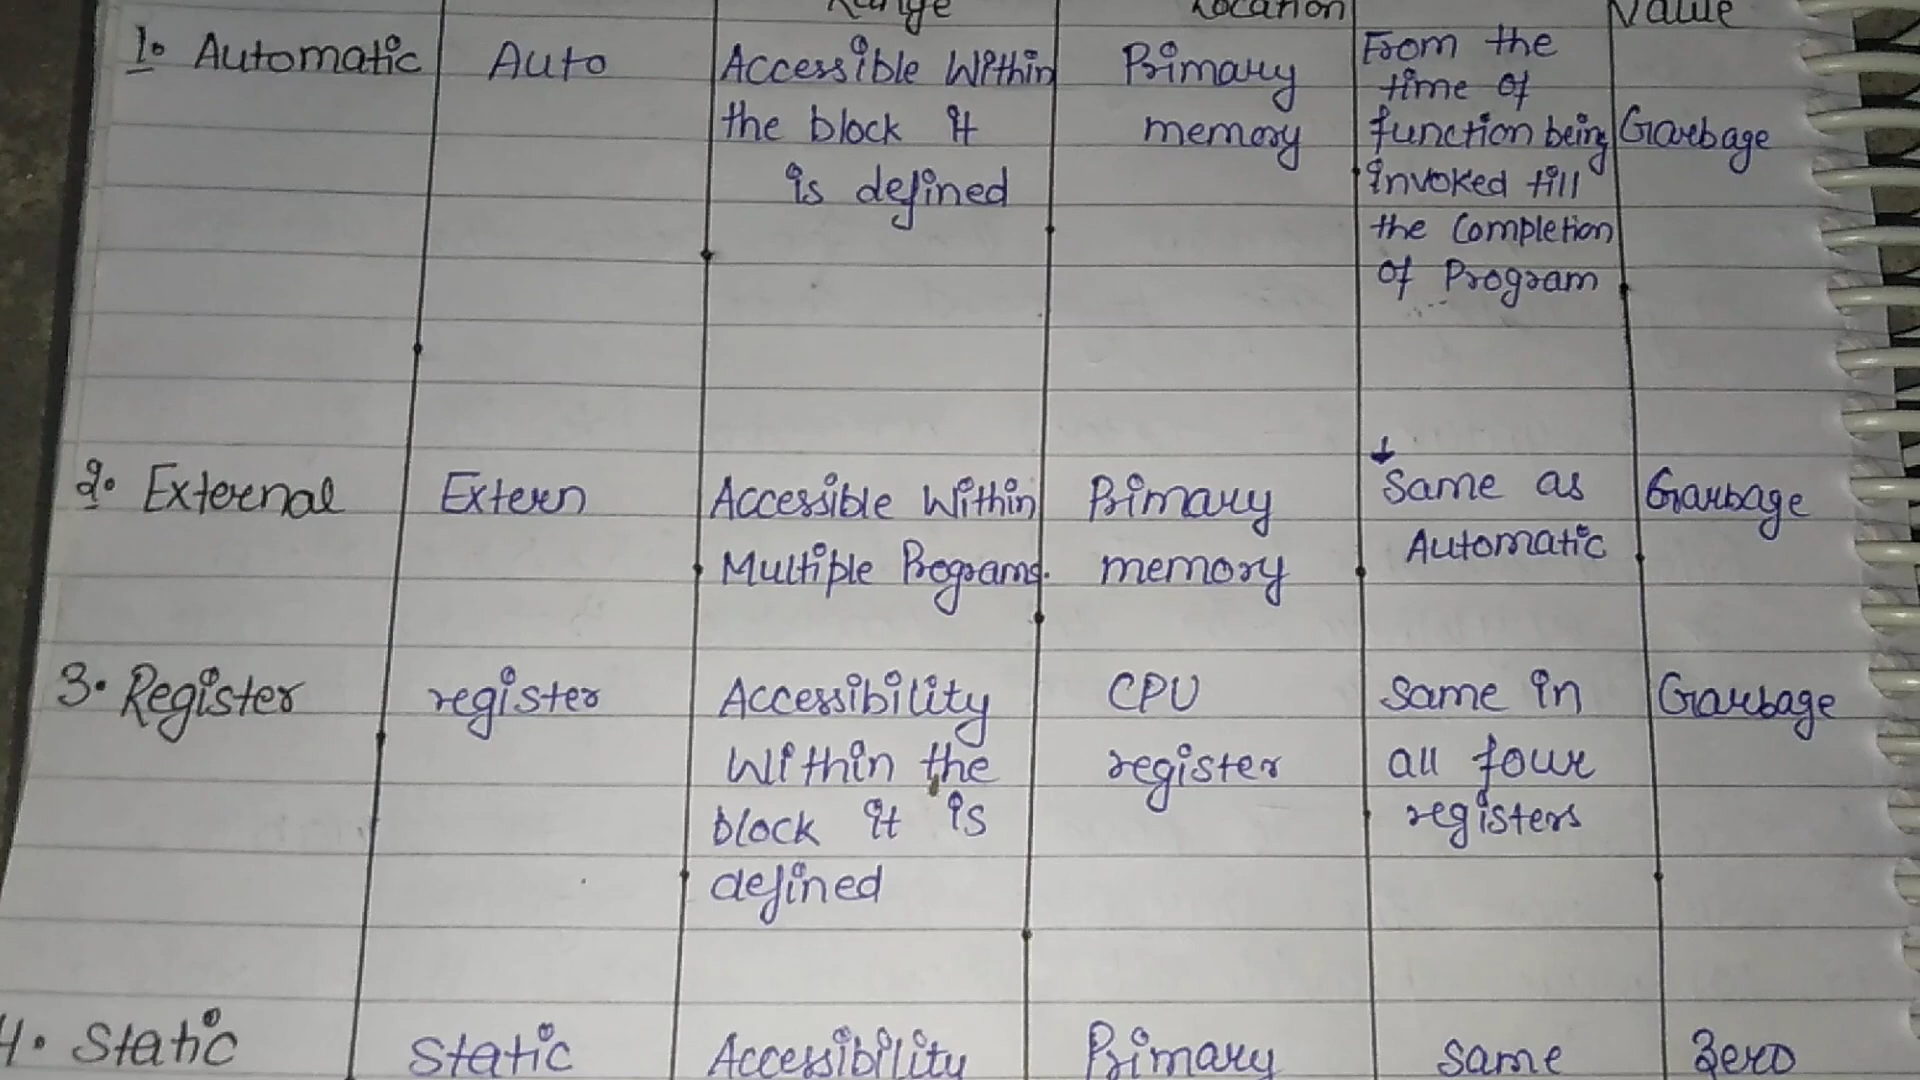 Range Location Value
1. Automatic Auto Accessible Within Primary From the
time of
the block it memory function being Garbage
is defined invoked till
the Completion
of Program
2. External Extern Accessible Within Primary Same as Garbage
Multiple Programs. memory Automatic
3. Register register Accessibility CPU Same in Garbage
Within the register all four
block it is registers
defined
4. Static Static Accessibility Primary Same Zero